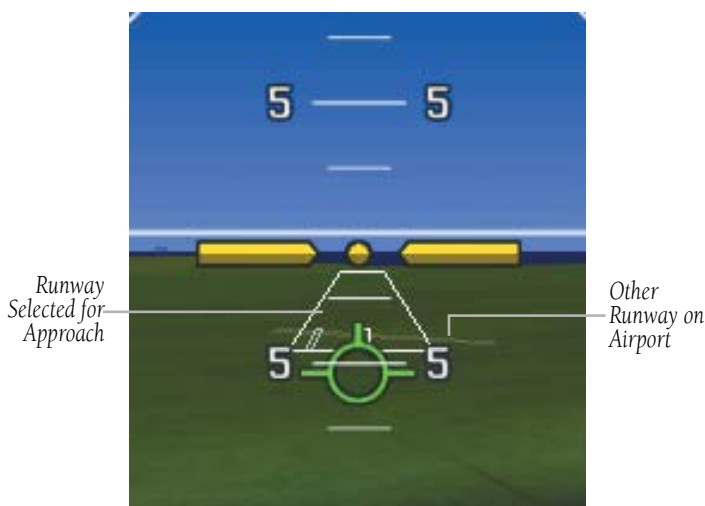 5 5
Runway
Selected for
Approach
Other
Runway on
Airport
1
5 5